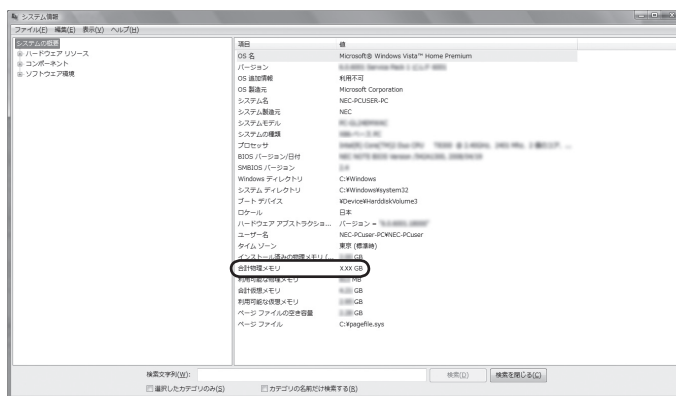 システム情報
ファイル(F) 編集(E) 表示(V) ヘルプ(H)
システムの概要
ハードウェア リソース
コンポーネント
ソフトウェア環境
項目 値
OS 名 Microsoft® Windows Vista™ Home Premium
バージョン
OS 追加情報 利用不可
OS 製造元 Microsoft Corporation
システム名 NEC-PCUSER-PC
システム製造元 NEC
システムモデル
システムの種類
プロセッサ
BIOS バージョン/日付
SMBIOS バージョン
Windows ディレクトリ C:¥Windows
システム ディレクトリ C:¥Windows¥system32
ブート デバイス ¥Device¥HarddiskVolume3
ロケール 日本
ハードウェア アブストラクショ... バージョン =
ユーザー名 NEC-PCuser-PC¥NEC-PCuser
タイム ゾーン 東京 (標準時)
インストール済みの物理メモリ (... GB
合計物理メモリ X.XX GB
利用可能な物理メモリ MB
合計仮想メモリ GB
利用可能な仮想メモリ GB
ページ ファイルの空き容量 GB
ページ ファイル C:¥pagefile.sys
検索文字列(W): 検索(D) 検索を閉じる(C)
選択したカテゴリのみ(S) カテゴリの名前だけ検索する(R)